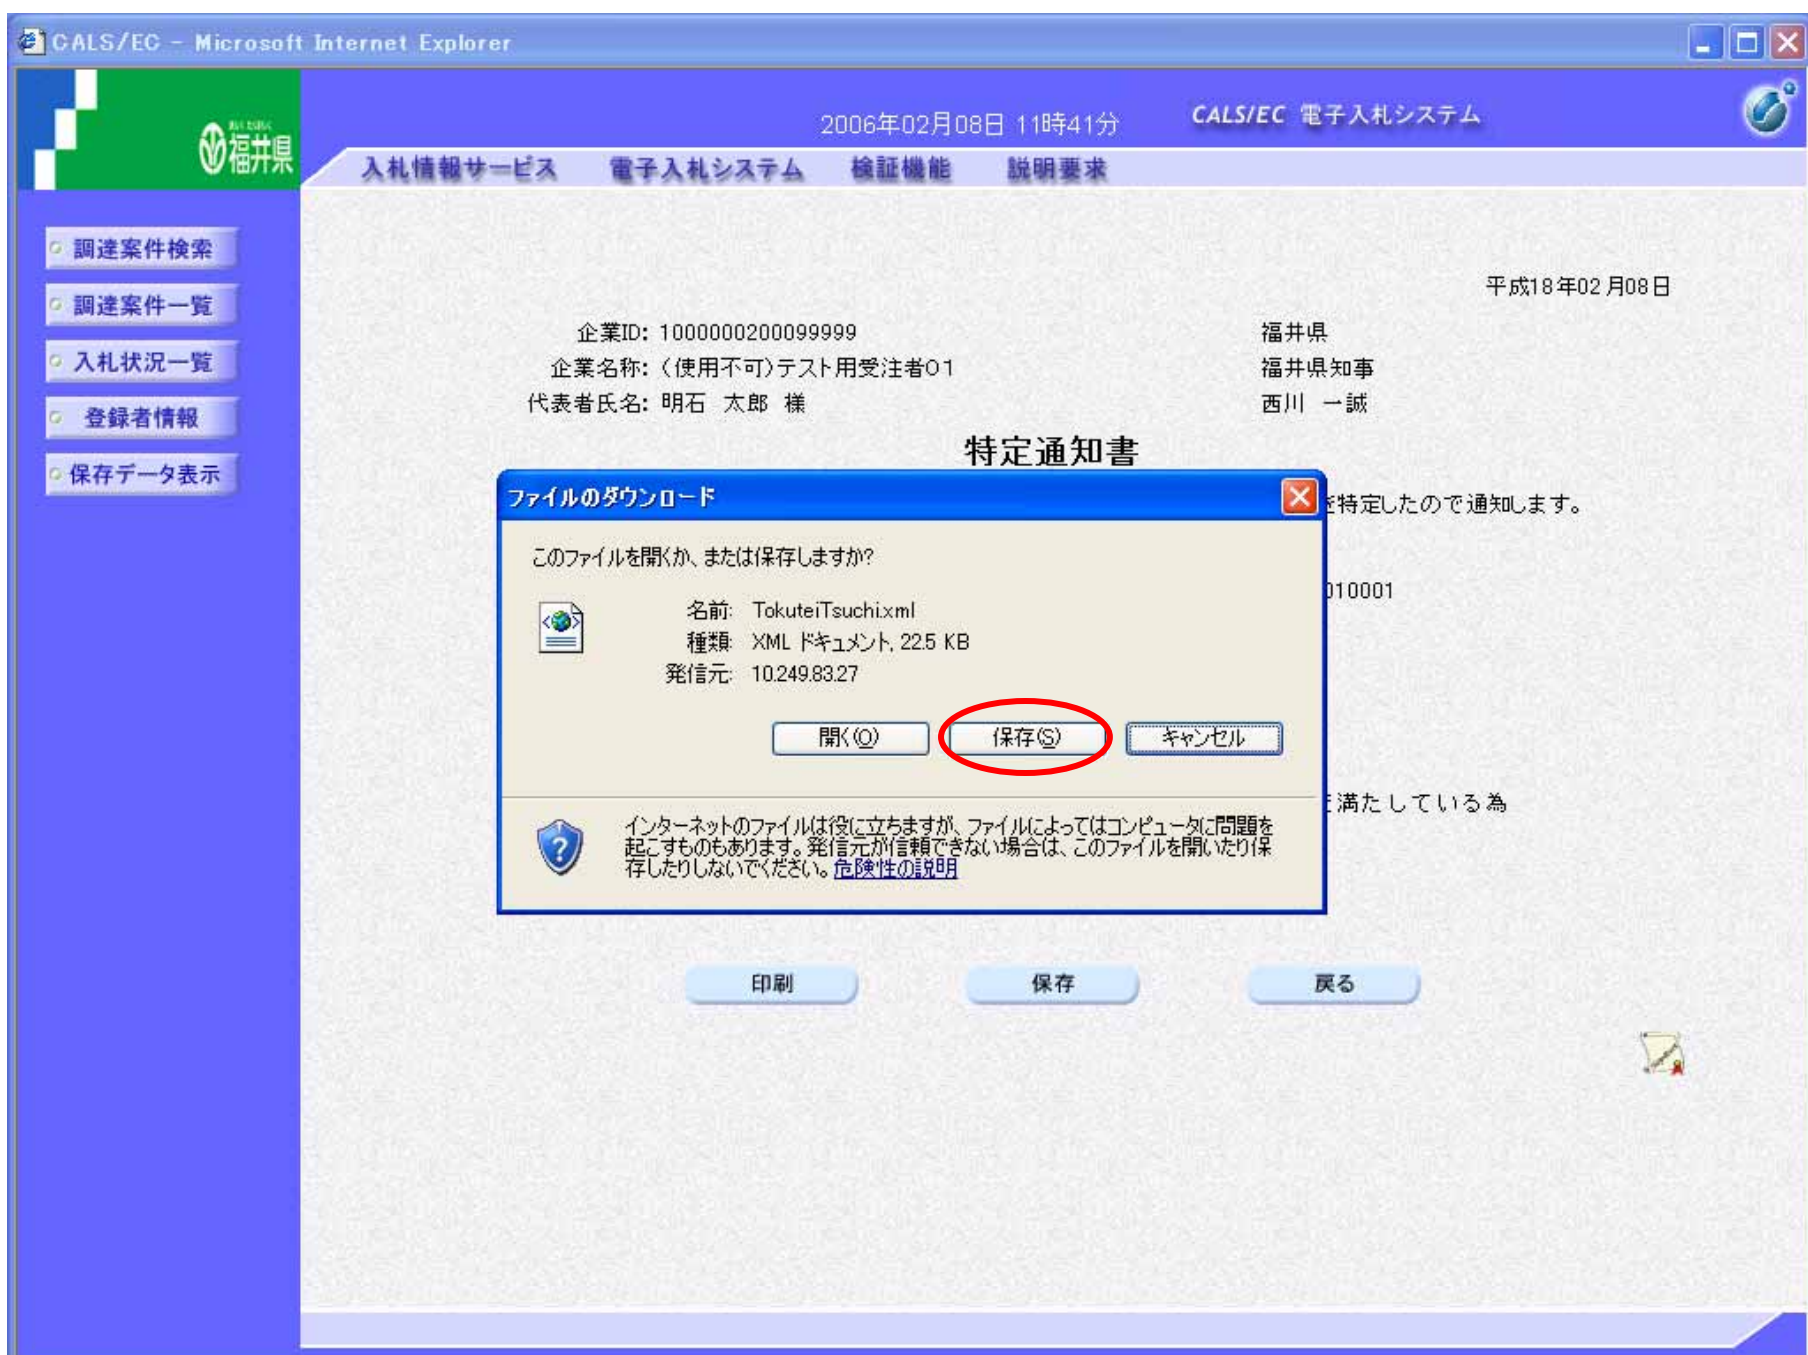 CALS/EC - Microsoft Internet Explorer
福井県
2006年02月08日 11時41分
CALS/EC 電子入札システム
入札情報サービス 電子入札システム 検証機能 説明要求
調達案件検索
調達案件一覧
入札状況一覧
登録者情報
保存データ表示
平成18年02月08日
企業ID: 1000000200099999
福井県
企業名称: (使用不可)テスト用受注者01
福井県知事
代表者氏名: 明石 太郎 様
西川 一誠
特定通知書
を特定したので通知します。
010001
を満たしている為
ファイルのダウンロード
このファイルを開くか、または保存しますか?
名前: TokuteiTsuchi.xml
種類: XML ドキュメント, 22.5 KB
発信元: 10.249.83.27
開く(O) 保存(S) キャンセル
インターネットのファイルは役に立ちますが、ファイルによってはコンピュータに問題を
起こすものもあります。発信元が信頼できない場合は、このファイルを開いたり保
存したりしないでください。危険性の説明
印刷 保存 戻る